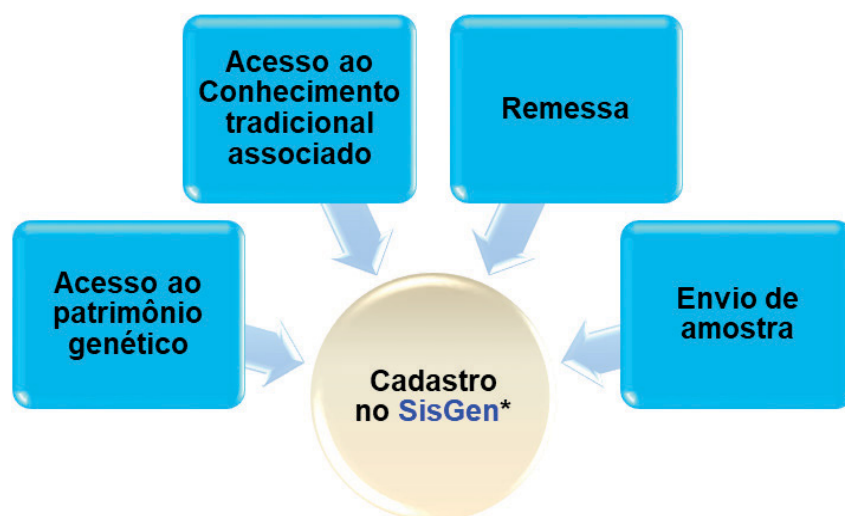 Acesso ao
Conhecimento
tradicional
associado
Remessa
Acesso ao
patrimônio
genético
Envio de
amostra
Cadastro
no SisGen*